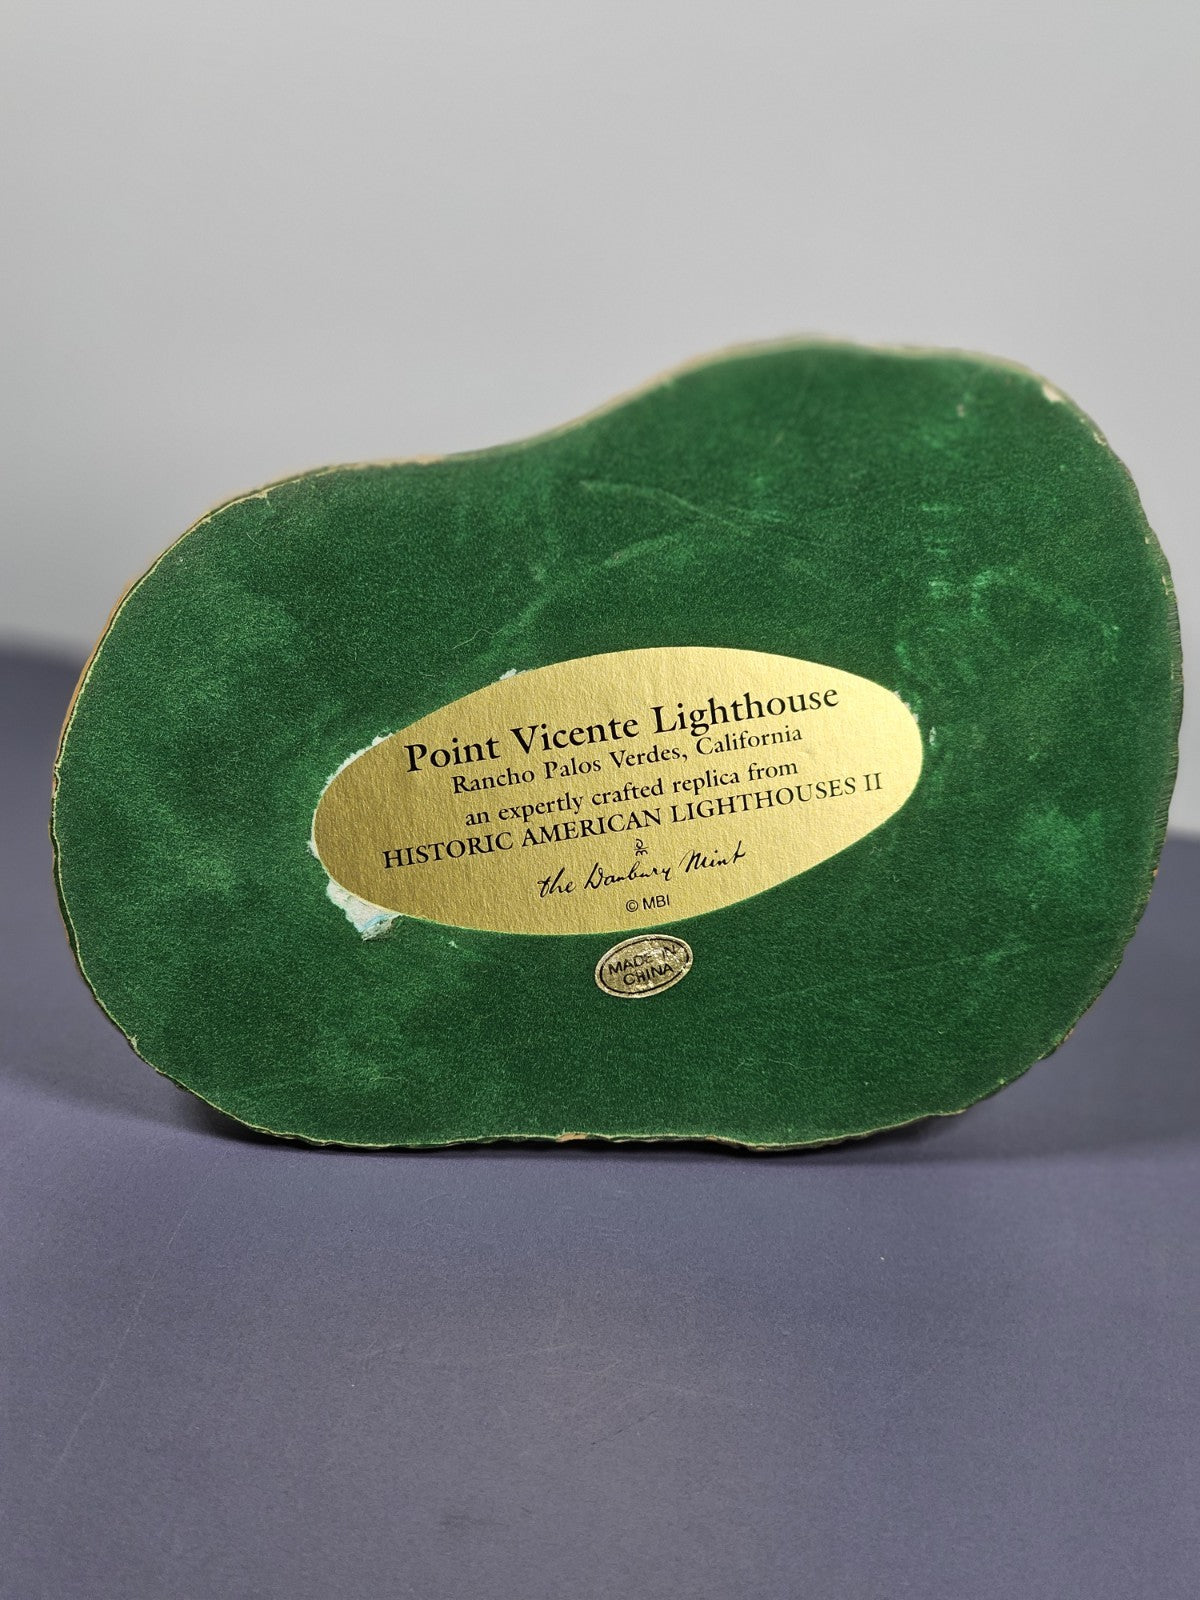 Point Vicente Lighthouse
Rancho Palos Verdes, California
an expertly crafted replica from
HISTORIC AMERICAN LIGHTHOUSES II
DM
the Danbury Mint
© MBI
MADE IN
CHINA